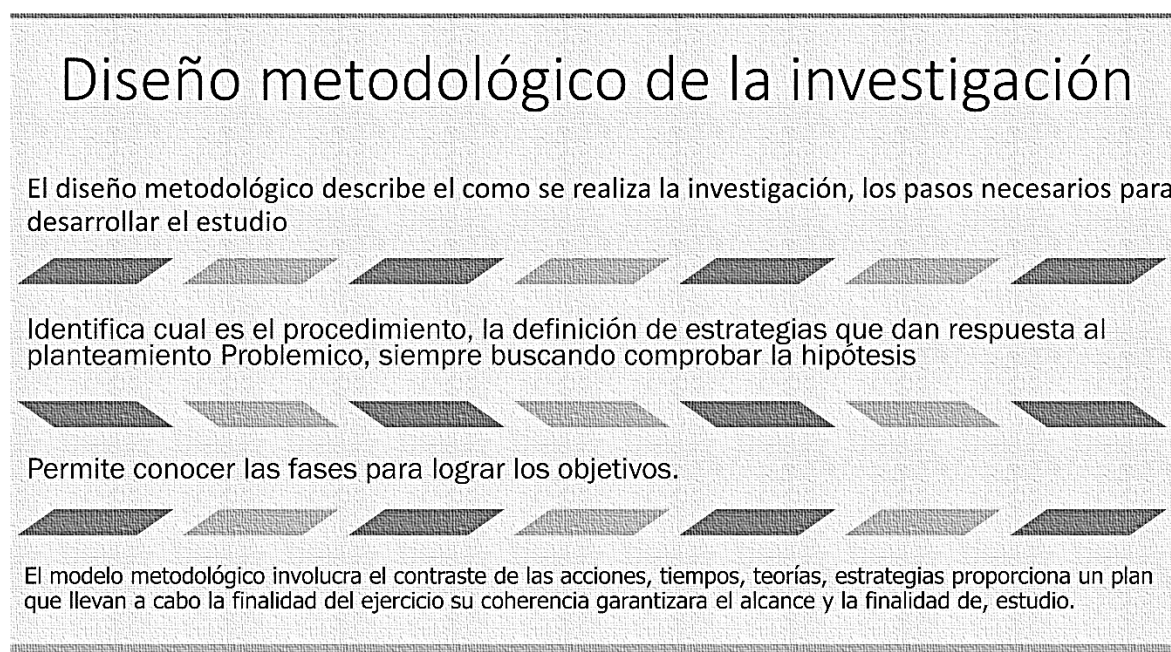 Diseño metodológico de la investigación
El diseño metodológico describe el como se realiza la investigación, los pasos necesarios para
desarrollar el estudio
Identifica cual es el procedimiento, la definición de estrategias que dan respuesta al
planteamiento Problemico, siempre buscando comprobar la hipótesis
Permite conocer las fases para lograr los objetivos.
El modelo metodológico involucra el contraste de las acciones, tiempos, teorías, estrategias proporciona un plan
que llevan a cabo la finalidad del ejercicio su coherencia garantizara el alcance y la finalidad de, estudio.